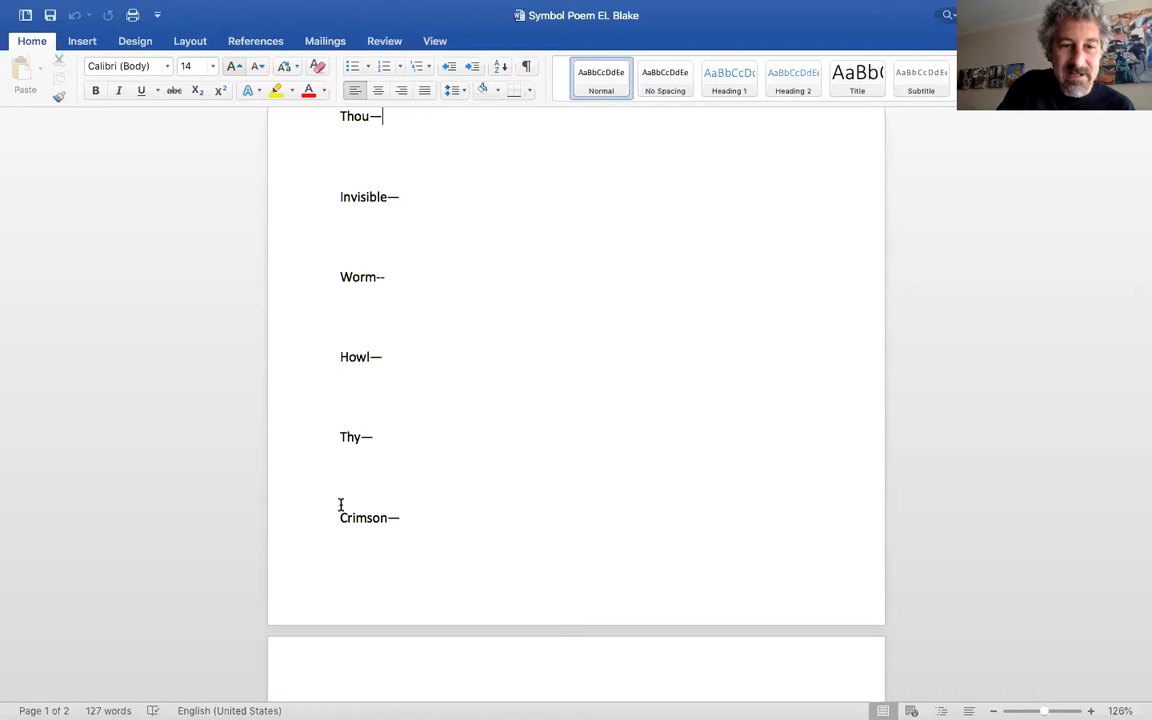 Symbol Poem EL Blake
Home Insert Design Layout References Mailings Review View
Paste
Calibri (Body) 14
AaBbCcDdEe AaBbCcDdEe AaBbCcDc AaBbCcDdEe AaBbC AaBbCcDdEe
Normal No Spacing Heading 1 Heading 2 Title Subtitle
Thou—
Invisible—
Worm--
Howl—
Thy—
Crimson—
Page 1 of 2 127 words English (United States) 126%